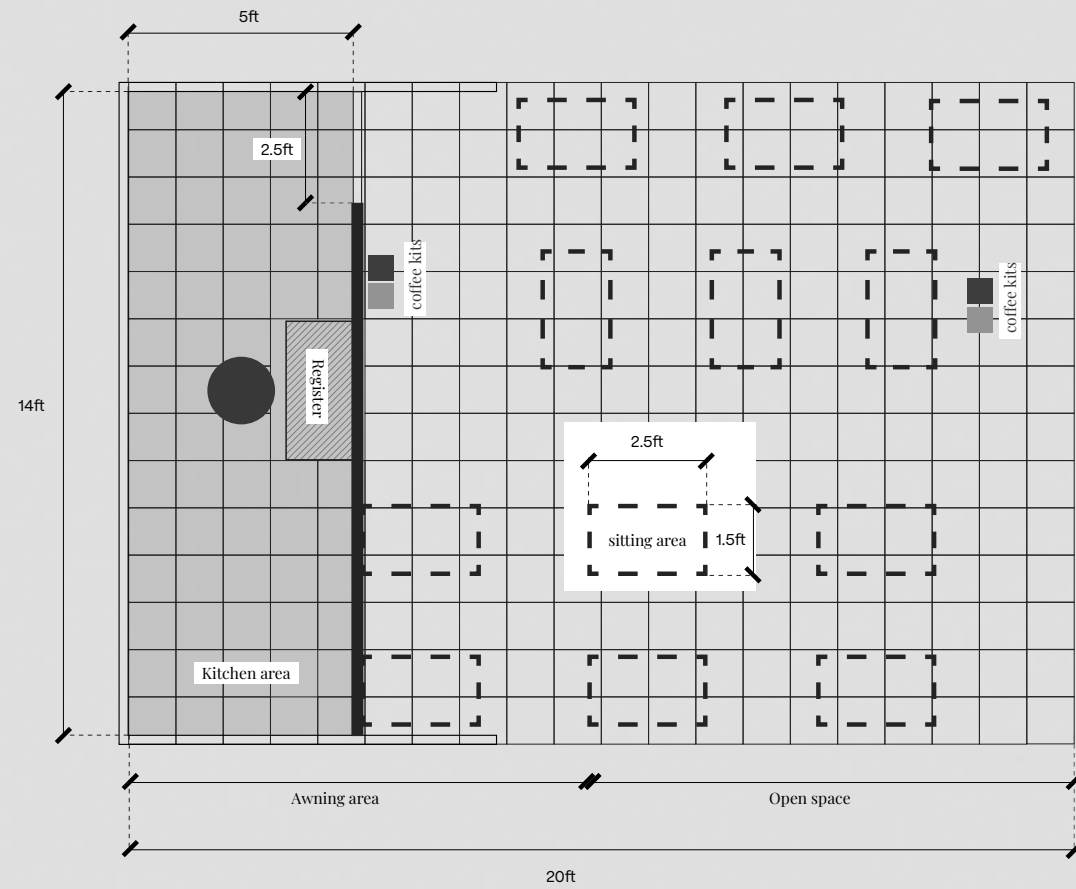 5ft
2.5ft
coffee kits
coffee kits
Register
14ft
2.5ft
sitting area
1.5ft
Kitchen area
Awning area
Open space
20ft